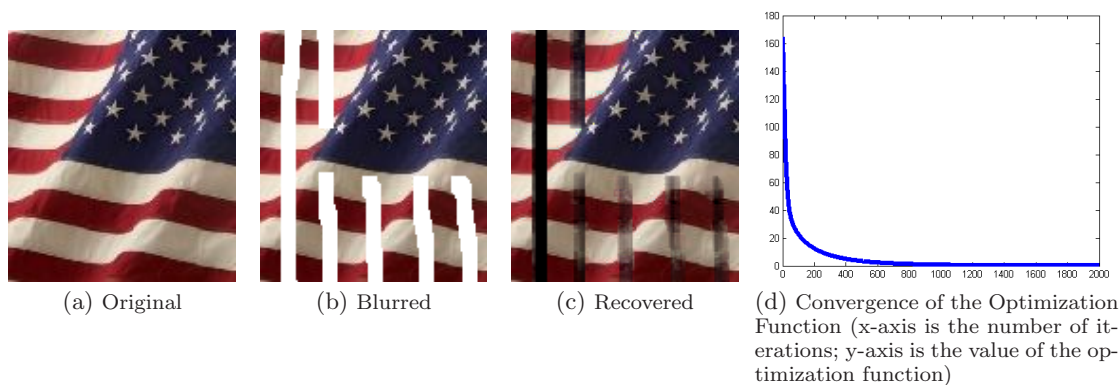 180
160
140
120
100
80
60
40
20
0
0 200 400 600 800 1000 1200 1400 1600 1800 2000
(a) Original
(b) Blurred
(c) Recovered
(d) Convergence of the Optimization
Function (x-axis is the number of it-
erations; y-axis is the value of the op-
timization function)